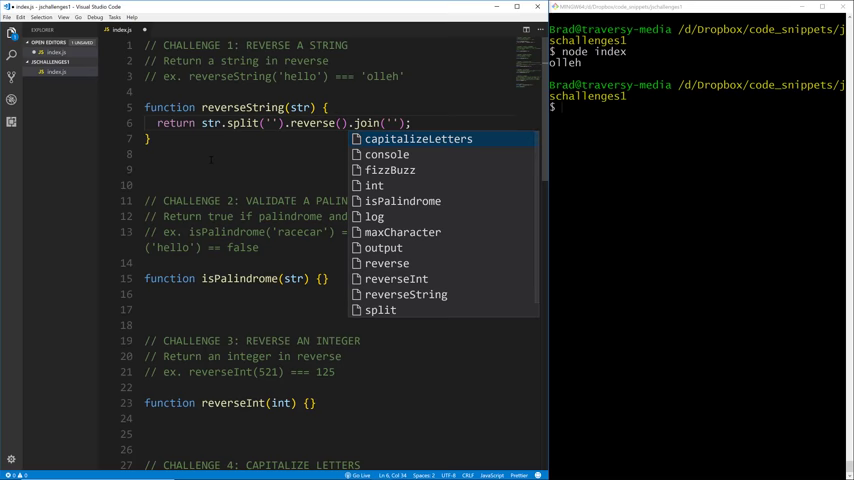 index.js - jschallenges1 - Visual Studio Code
File Edit Selection View Go Debug Tasks Help
EXPLORER
OPEN EDITORS 1 UNSAVED
index.js
JSCHALLENGES1
index.js
index.js
1 // CHALLENGE 1: REVERSE A STRING
2 // Return a string in reverse
3 // ex. reverseString('hello') === 'olleh'
4
5 function reverseString(str) {
6 return str.split('').reverse().join('');
7 }
8
9
10
11 // CHALLENGE 2: VALIDATE A PALIN
12 // Return true if palindrome and
13 // ex. isPalindrome('racecar') =
('hello') == false
14
15 function isPalindrome(str) {}
16
17
18
19 // CHALLENGE 3: REVERSE AN INTEGER
20 // Return an integer in reverse
21 // ex. reverseInt(521) === 125
22
23 function reverseInt(int) {}
24
25
26
27 // CHALLENGE 4: CAPITALIZE LETTERS
capitalizeLetters
console
fizzBuzz
int
isPalindrome
log
maxCharacter
output
reverse
reverseInt
reverseString
split
0 0
Go Live Ln 6, Col 34 Spaces: 2 UTF-8 CRLF JavaScript Prettier
MINGW64:/d/Dropbox/code_snippets/jschallenges1
Brad@traversy-media /d/Dropbox/code_snippets/j
schallenges1
$ node index
olleh
Brad@traversy-media /d/Dropbox/code_snippets/j
schallenges1
$